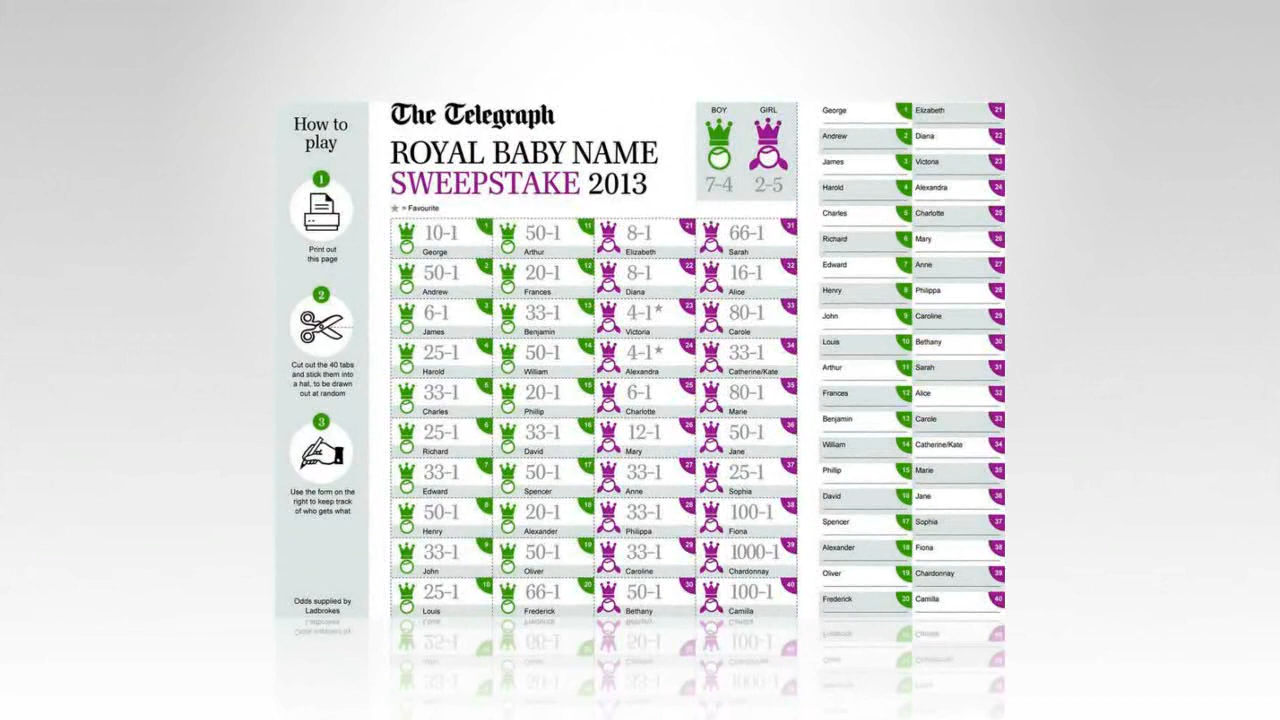 How to
play
1
Print out
this page
2
Cut out the 40 tabs
and stick them into
a hat, to be drawn
out at random
3
Use the form on the
right to keep track
of who gets what
Odds supplied by
Ladbrokes
The Telegraph
ROYAL BABY NAME
SWEEPSTAKE 2013
= Favourite
BOY GIRL
7-4 2-5
10-1 1 50-1 11 8-1 21 66-1 31
George Arthur Elizabeth Sarah
50-1 2 20-1 12 8-1 22 16-1 32
Andrew Frances Diana Alice
6-1 3 33-1 13 4-1 23 80-1 33
James Benjamin Victoria Carole
25-1 4 50-1 14 4-1 24 33-1 34
Harold William Alexandra Catherine/Kate
33-1 5 20-1 15 6-1 25 80-1 35
Charles Phillip Charlotte Marie
25-1 6 33-1 16 12-1 26 50-1 36
Richard David Mary Jane
33-1 7 50-1 17 33-1 27 25-1 37
Edward Spencer Anne Sophia
50-1 8 20-1 18 33-1 28 100-1 38
Henry Alexander Philippa Fiona
33-1 9 50-1 19 33-1 29 1000-1 39
John Oliver Caroline Chardonnay
25-1 10 66-1 20 50-1 30 100-1 40
Louis Frederick Bethany Camilla
George 1 Elizabeth 21
Andrew 2 Diana 22
James 3 Victoria 23
Harold 4 Alexandra 24
Charles 5 Charlotte 25
Richard 6 Mary 26
Edward 7 Anne 27
Henry 8 Philippa 28
John 9 Caroline 29
Louis 10 Bethany 30
Arthur 11 Sarah 31
Frances 12 Alice 32
Benjamin 13 Carole 33
William 14 Catherine/Kate 34
Phillip 15 Marie 35
David 16 Jane 36
Spencer 17 Sophia 37
Alexander 18 Fiona 38
Oliver 19 Chardonnay 39
Frederick 20 Camilla 40